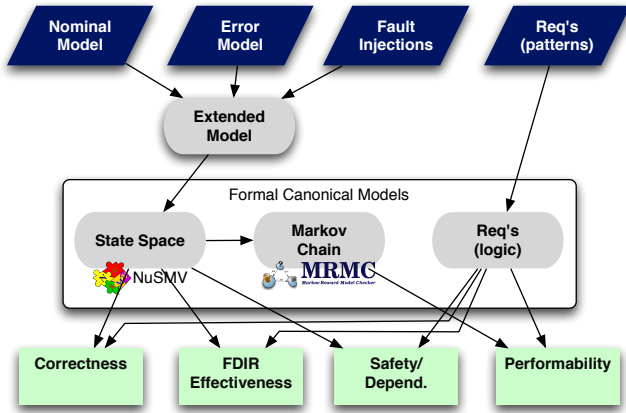 Nominal
Model
Error
Model
Fault
Injections
Req's
(patterns)
Extended
Model
Formal Canonical Models
State Space
Markov
Chain
Req's
(logic)
NuSMV
MRMC
Markov Reward Model Checker
Correctness
FDIR
Effectiveness
Safety/
Depend.
Performability